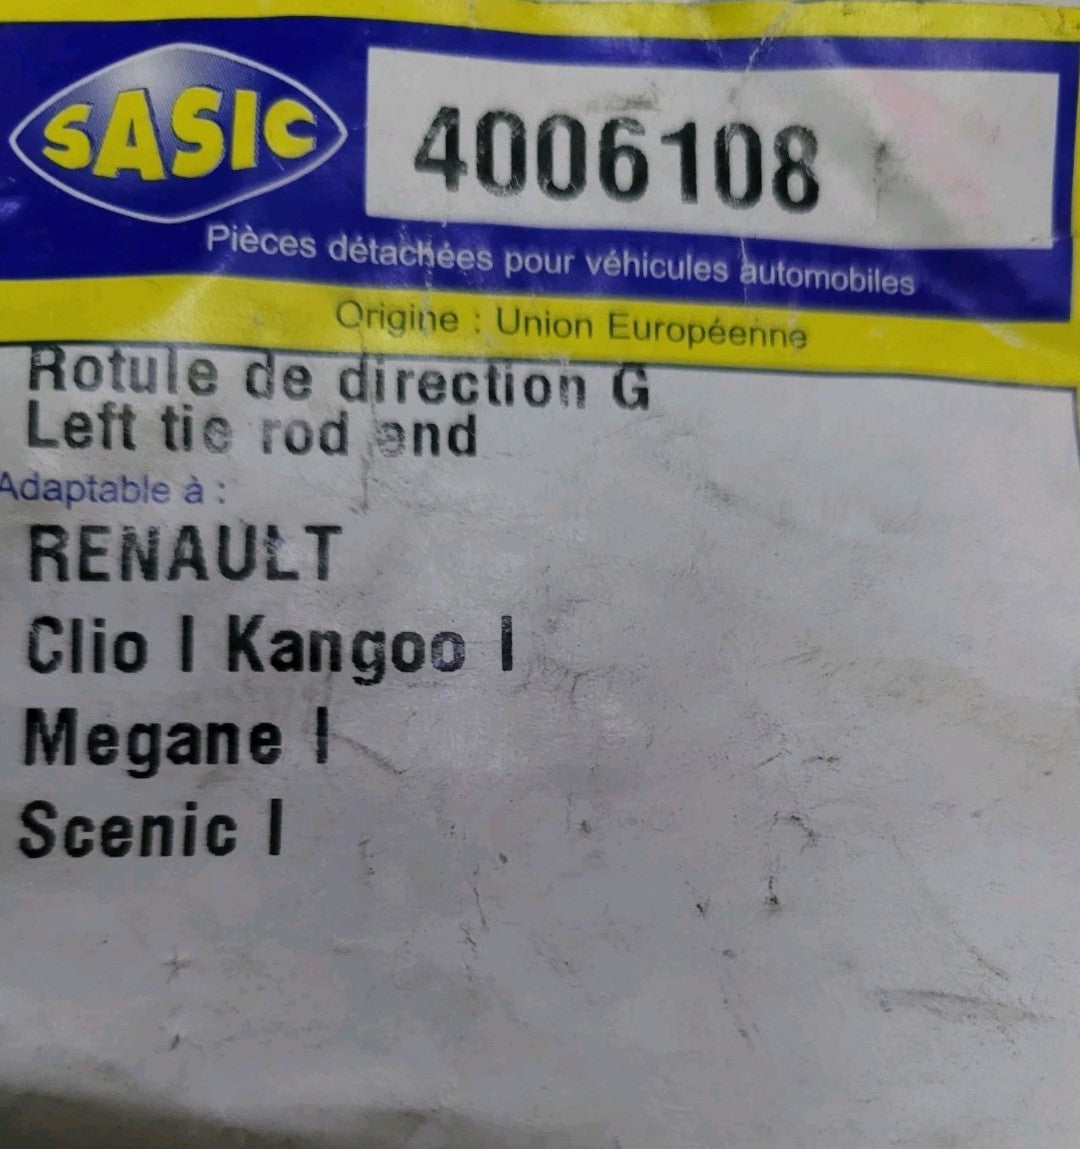 SASIC
4006108
Pièces détachées pour véhicules automobiles
Origine : Union Européenne
Rotule de direction G
Left tie rod end
Adaptable à :
RENAULT
Clio I Kangoo I
Megane I
Scenic I